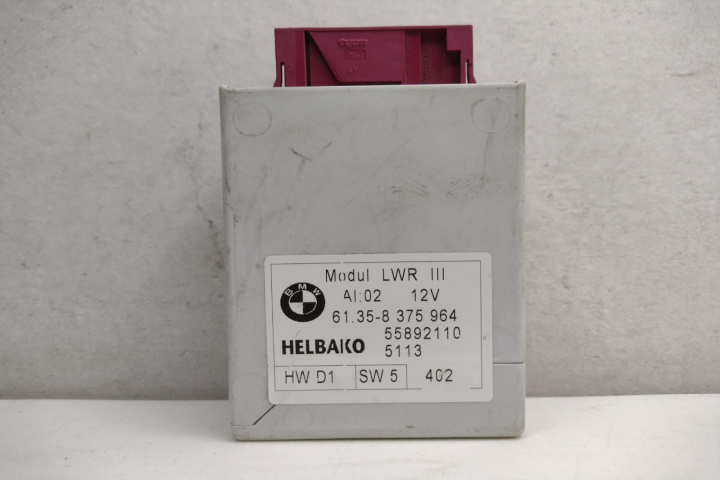 Modul LWR III
BMW
AI:02 12V
61.35-8 375 964
55892110
HELBAKO 5113
HW D1 SW 5 402